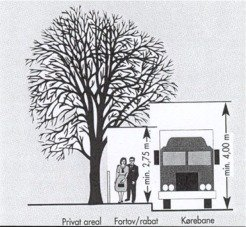 min. 2,75 m
min. 4,00 m
Privat areal Fortov/rabat Kørebane